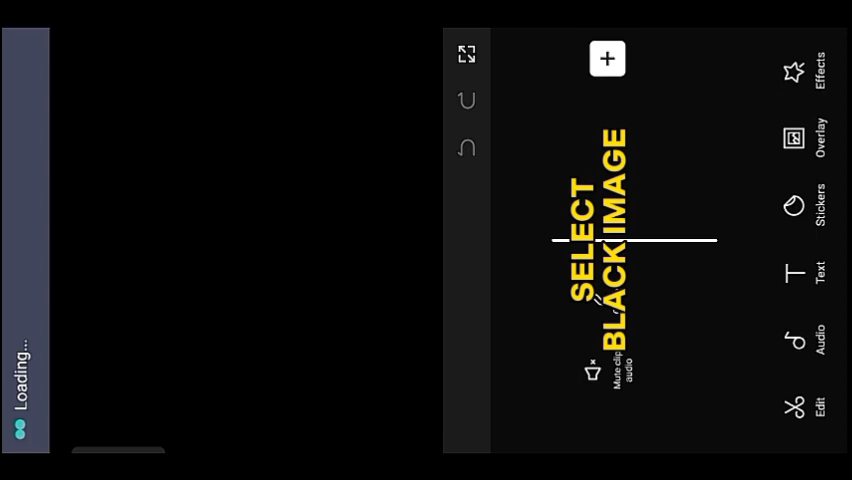 Loading...
SELECT
BLACK IMAGE
Mute clip
audio
Edit
Audio
Text
Stickers
Overlay
Effects